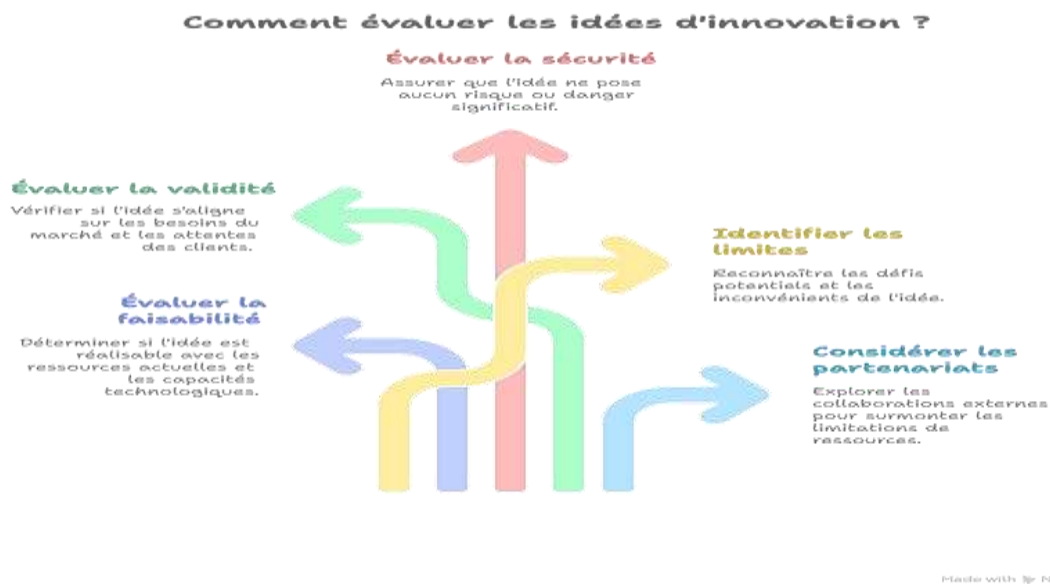 Comment évaluer les idées d'innovation ?
Évaluer la sécurité
Assurer que l'idée ne pose
aucun risque ou danger
significatif.
Évaluer la validité
Vérifier si l'idée s'aligne
sur les besoins du
marché et les attentes
des clients.
Identifier les
limites
Reconnaître les défis
potentiels et les
inconvénients de l'idée.
Évaluer la
faisabilité
Déterminer si l'idée est
réalisable avec les
ressources actuelles et
les capacités
technologiques.
Considérer les
partenariats
Explorer les
collaborations externes
pour surmonter les
limitations de
ressources.
Made with